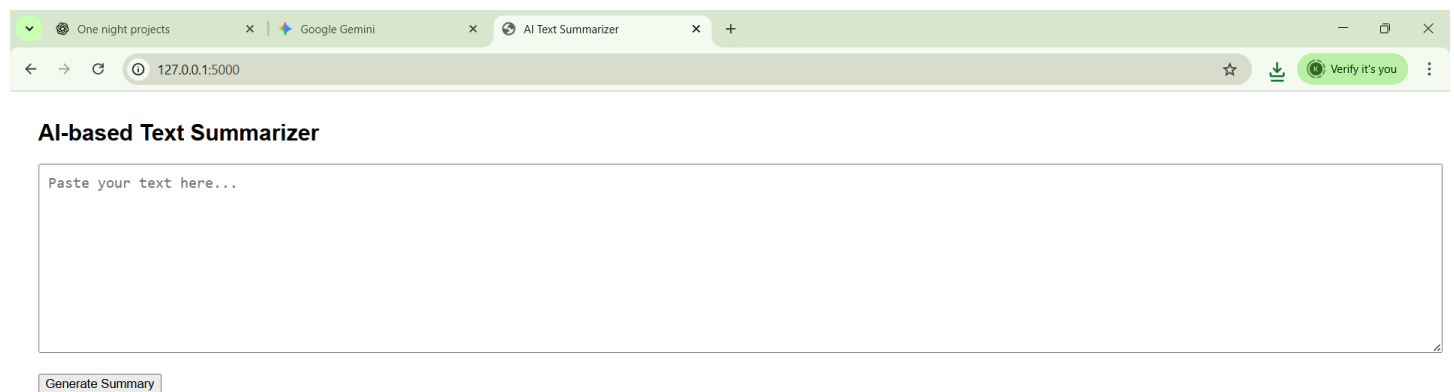 One night projects
Google Gemini
AI Text Summarizer
127.0.0.1:5000
K
Verify it's you
AI-based Text Summarizer
Paste your text here...
Generate Summary